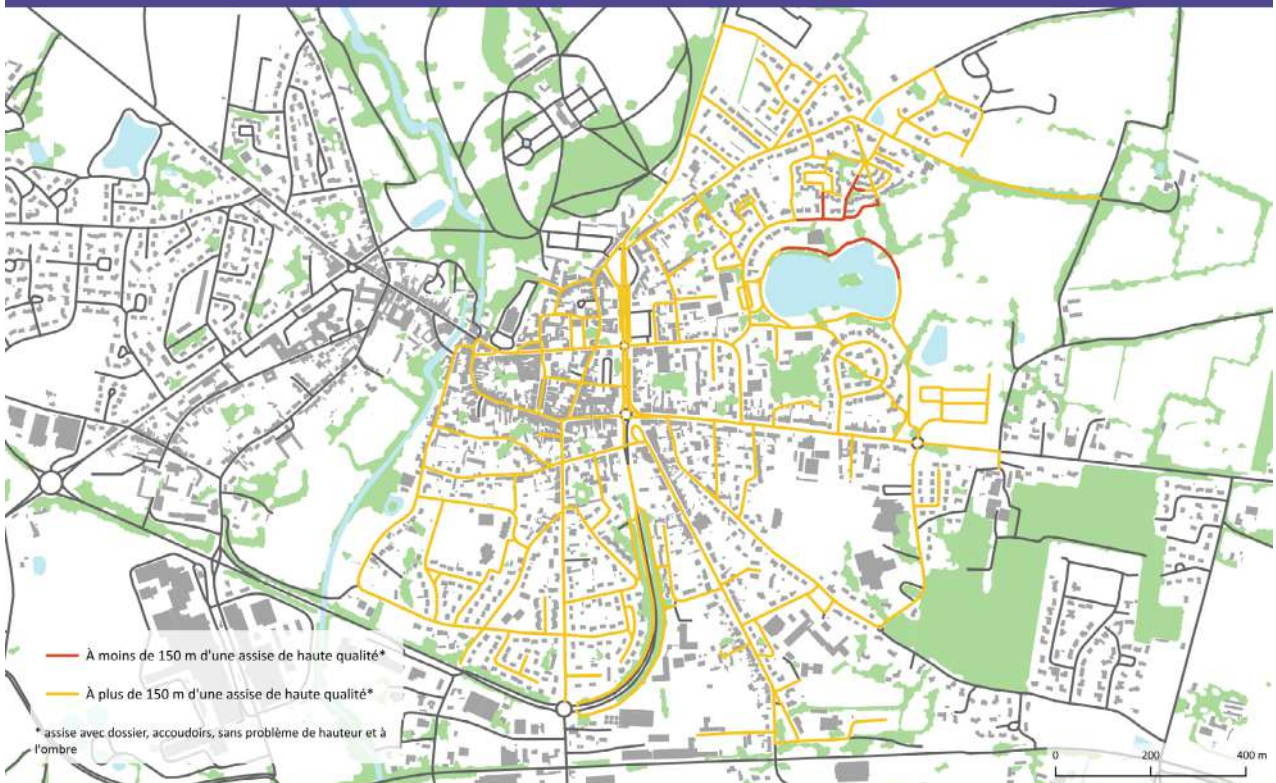 À moins de 150 m d'une assise de haute qualité*
À plus de 150 m d'une assise de haute qualité*
* assise avec dossier, accoudoirs, sans problème de hauteur et à
l'ombre
0 200 400 m